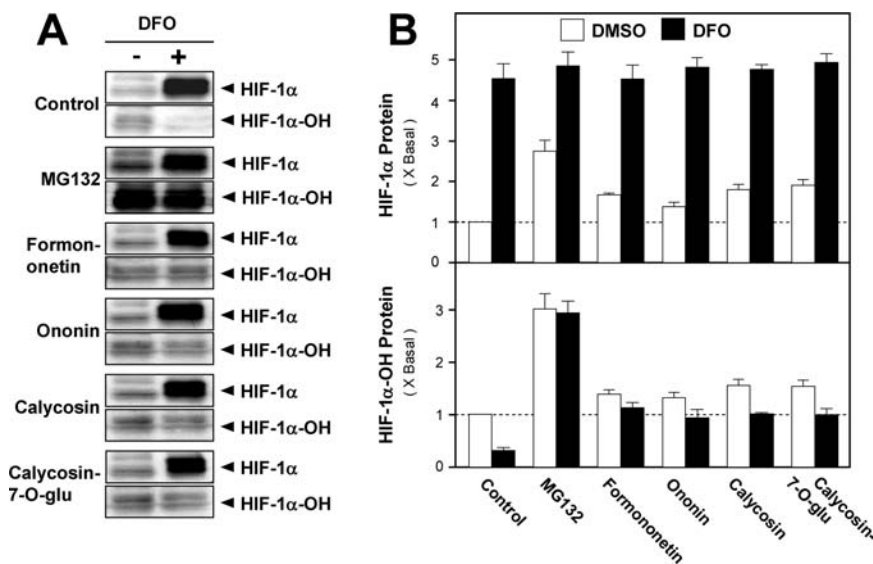 A
DFO
- +
Control
HIF-1α
HIF-1α-OH
MG132
HIF-1α
HIF-1α-OH
Formon-
onetin
HIF-1α
HIF-1α-OH
Ononin
HIF-1α
HIF-1α-OH
Calycosin
HIF-1α
HIF-1α-OH
Calycosin-
7-O-glu
HIF-1α
HIF-1α-OH
B
DMSO DFO
HIF-1α Protein
( X Basal )
5
4
3
2
1
0
HIF-1α-OH Protein
( X Basal )
3
2
1
0
Control
MG132
Formononetin
Ononin
Calycosin
Calycosin-
7-O-glu